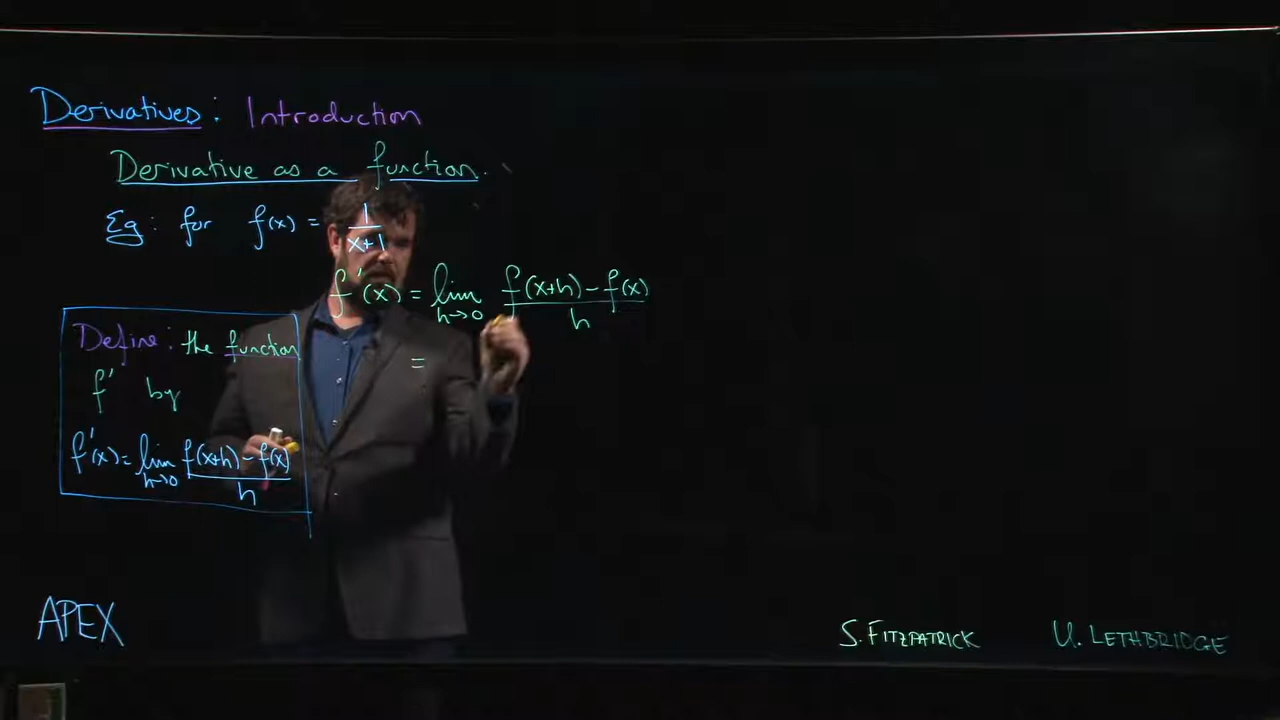 Derivatives: Introduction
Derivative as a function.
Eg: for f(x) = 1/(x+1)
f'(x) = lim h→0 (f(x+h) - f(x))/h
=
Define: the function
f' by
f'(x) = lim h→0 (f(x+h) - f(x))/h
APEX
S. FITZPATRICK
U. LETHBRIDGE